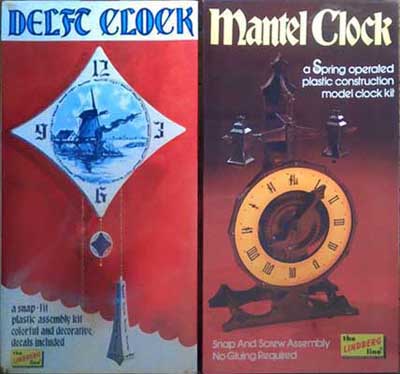 DELFT CLOCK
12
9
3
6
a snap-fit
plastic assembly kit
colorful and decorative
decals included
the
LINDBERG
line
Mantel Clock
a Spring operated
plastic construction
model clock kit
Snap And Screw Assembly
No Gluing Required
the
LINDBERG
line